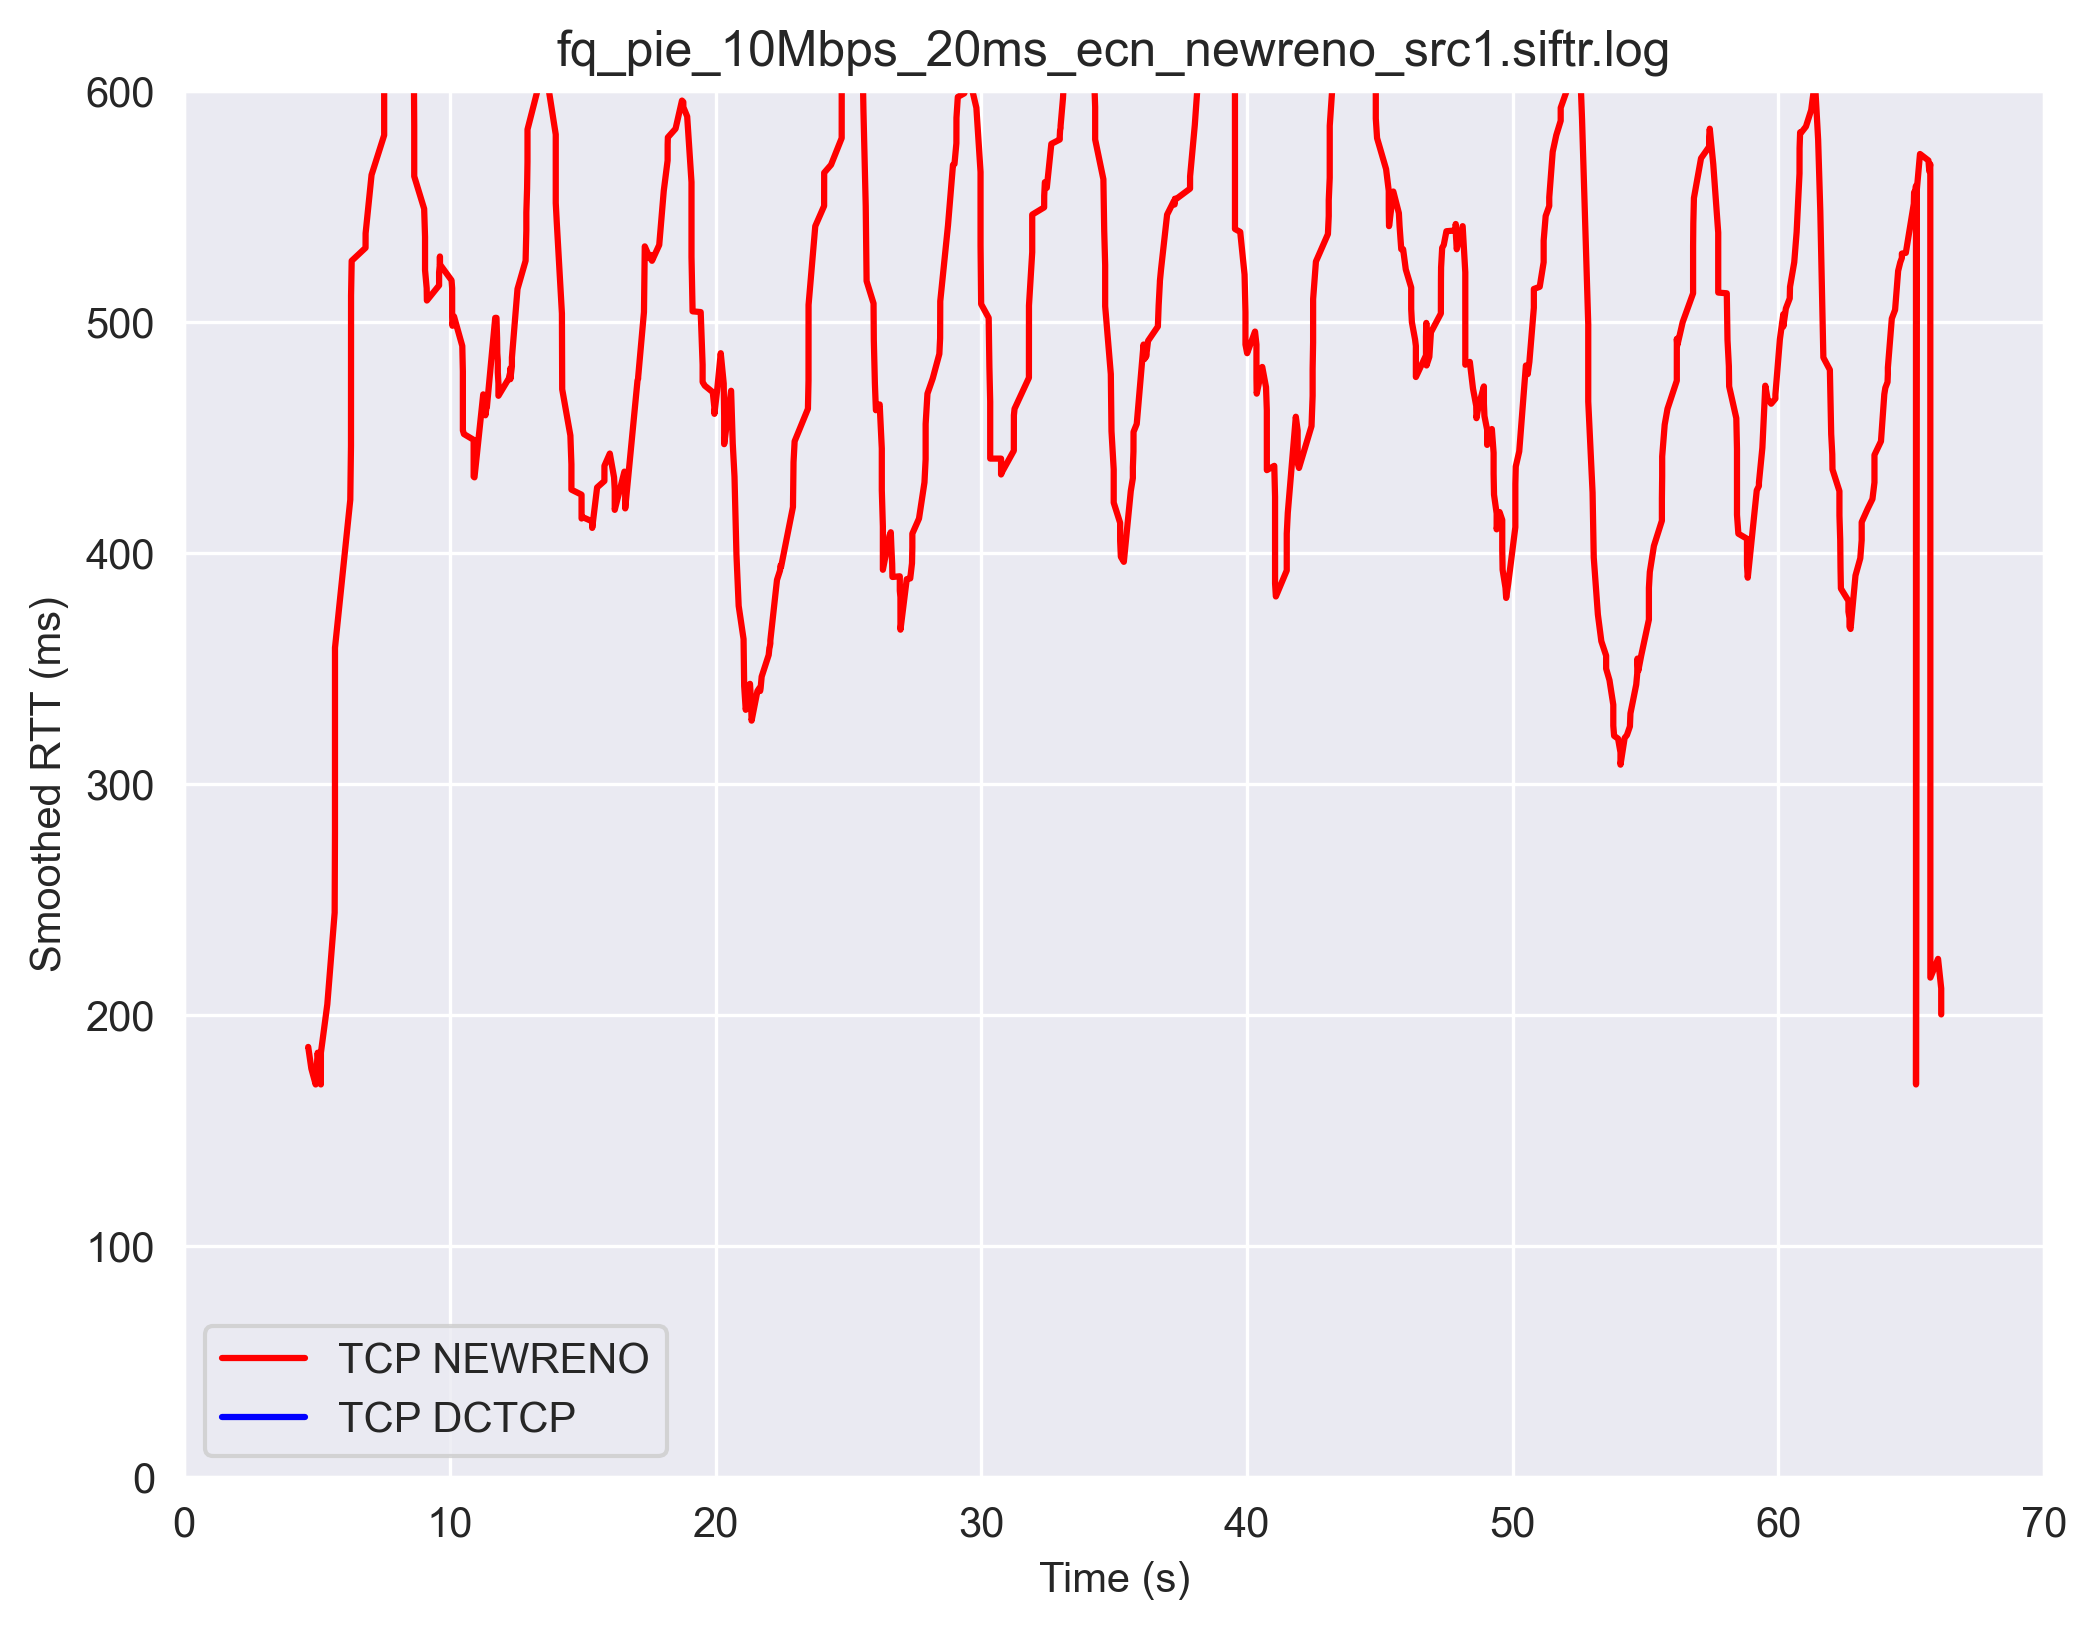 fq_pie_10Mbps_20ms_ecn_newreno_src1.siftr.log
600
500
400
300
200
100
0
Smoothed RTT (ms)
TCP NEWRENO
TCP DCTCP
0 10 20 30 40 50 60 70
Time (s)